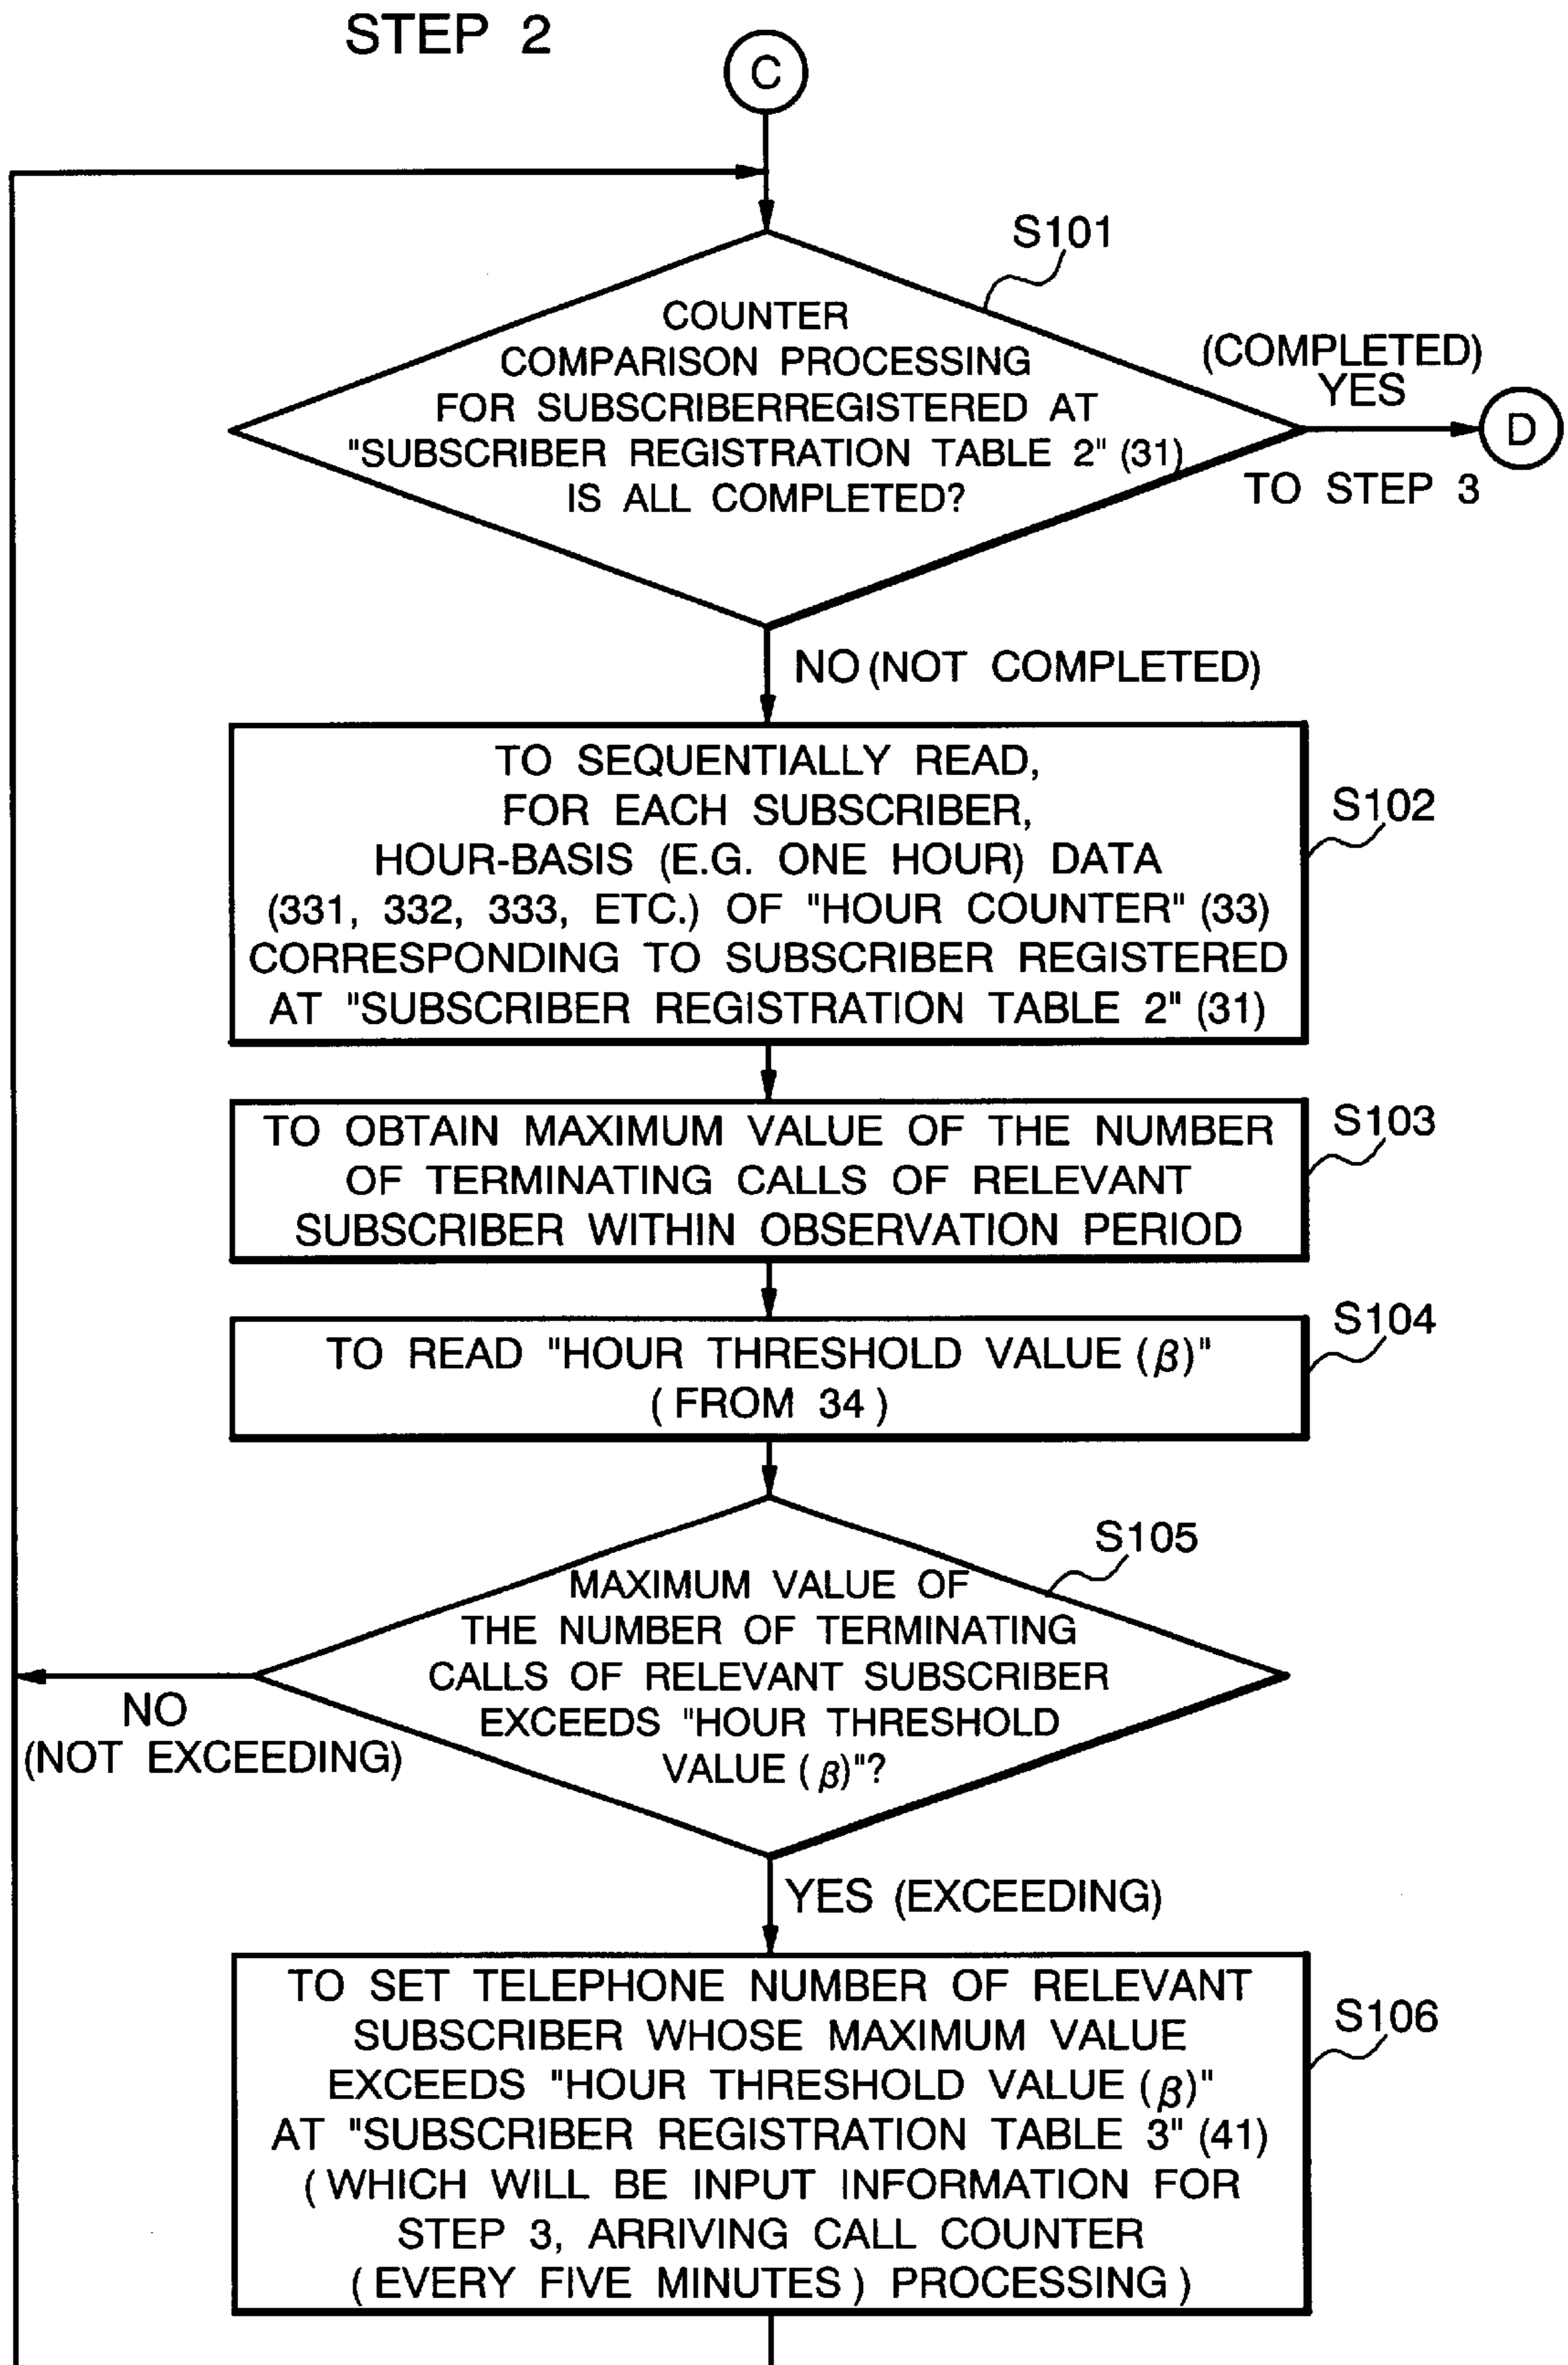 STEP 2
C
S101
COUNTER
COMPARISON PROCESSING
FOR SUBSCRIBERREGISTERED AT
"SUBSCRIBER REGISTRATION TABLE 2" (31)
IS ALL COMPLETED?
(COMPLETED)
YES
D
TO STEP 3
NO (NOT COMPLETED)
TO SEQUENTIALLY READ,
FOR EACH SUBSCRIBER,
HOUR-BASIS (E.G. ONE HOUR) DATA
(331, 332, 333, ETC.) OF "HOUR COUNTER" (33)
CORRESPONDING TO SUBSCRIBER REGISTERED
AT "SUBSCRIBER REGISTRATION TABLE 2" (31)
S102
TO OBTAIN MAXIMUM VALUE OF THE NUMBER
OF TERMINATING CALLS OF RELEVANT
SUBSCRIBER WITHIN OBSERVATION PERIOD
S103
TO READ "HOUR THRESHOLD VALUE (β)"
(FROM 34)
S104
S105
MAXIMUM VALUE OF
THE NUMBER OF TERMINATING
CALLS OF RELEVANT SUBSCRIBER
EXCEEDS "HOUR THRESHOLD
VALUE (β)"?
NO
(NOT EXCEEDING)
YES (EXCEEDING)
TO SET TELEPHONE NUMBER OF RELEVANT
SUBSCRIBER WHOSE MAXIMUM VALUE
EXCEEDS "HOUR THRESHOLD VALUE (β)"
AT "SUBSCRIBER REGISTRATION TABLE 3" (41)
(WHICH WILL BE INPUT INFORMATION FOR
STEP 3, ARRIVING CALL COUNTER
(EVERY FIVE MINUTES) PROCESSING)
S106